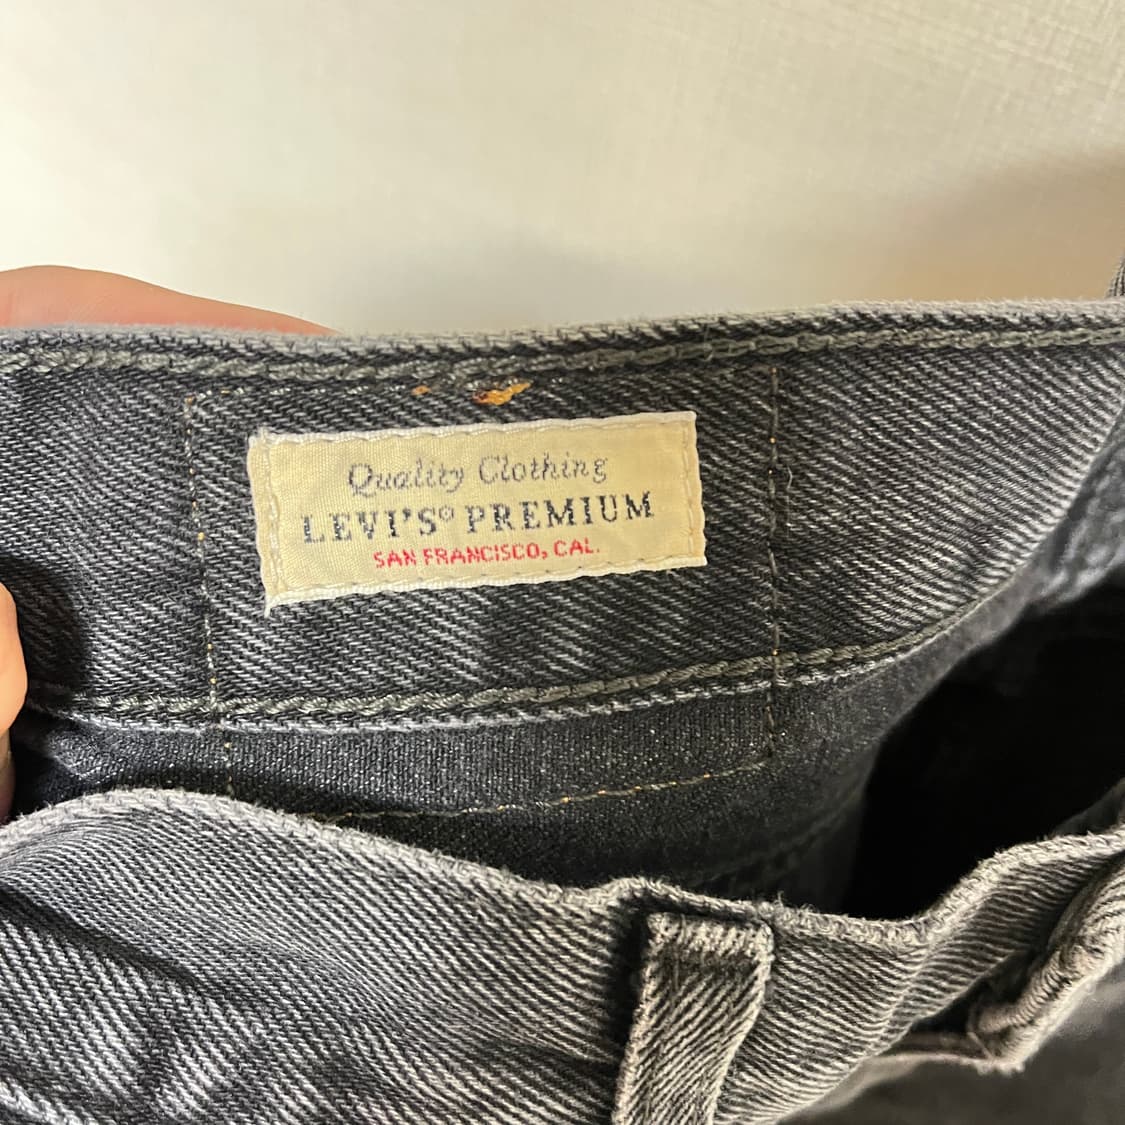 Quality Clothing
LEVI'S® PREMIUM
SAN FRANCISCO, CAL.